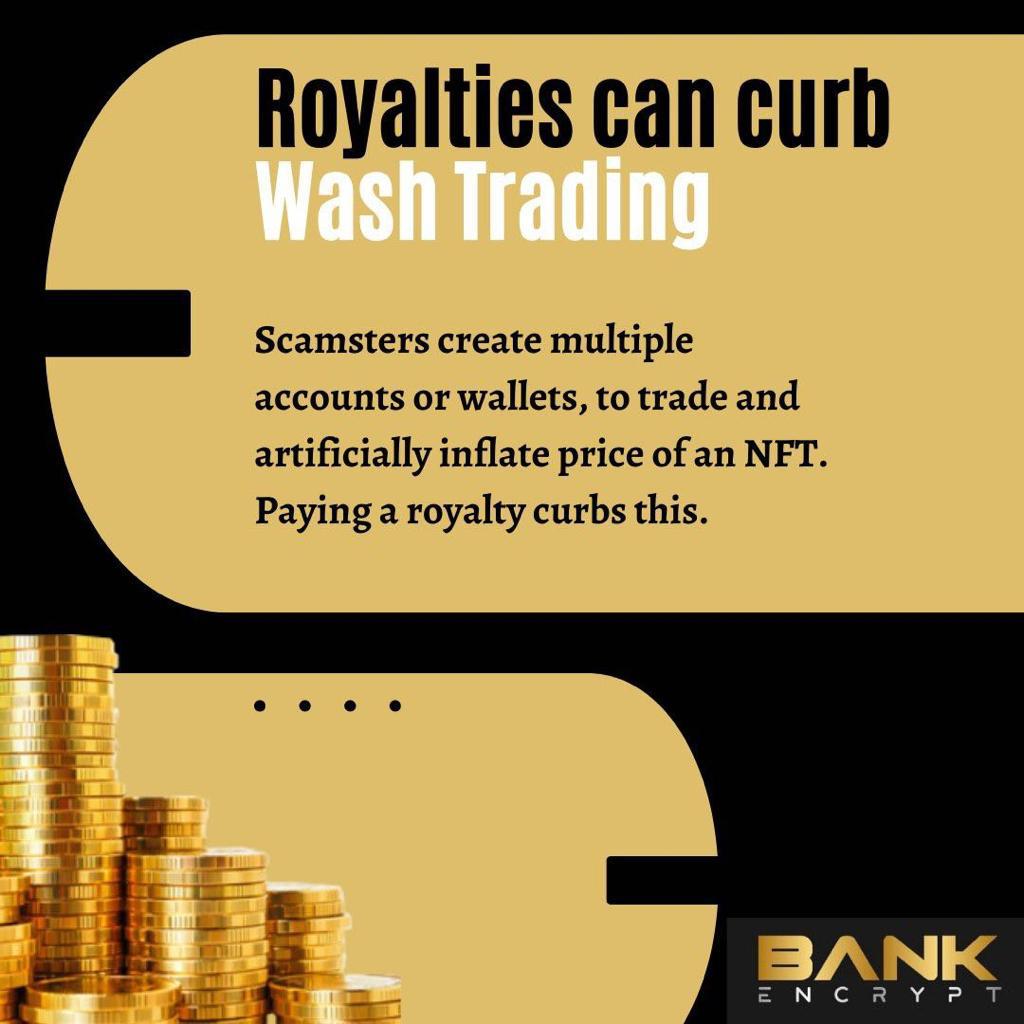 Royalties can curb
Wash Trading
Scamsters create multiple
accounts or wallets, to trade and
artificially inflate price of an NFT.
Paying a royalty curbs this.
BANK
ENCRYPT